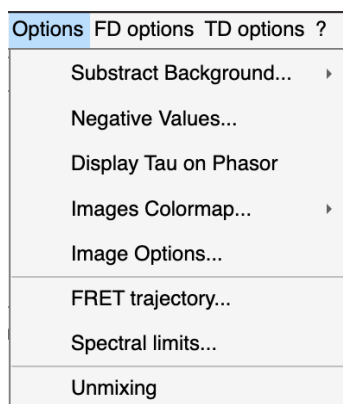 Options FD options TD options ?
Substract Background...
Negative Values...
Display Tau on Phasor
Images Colormap...
Image Options...
FRET trajectory...
Spectral limits...
Unmixing